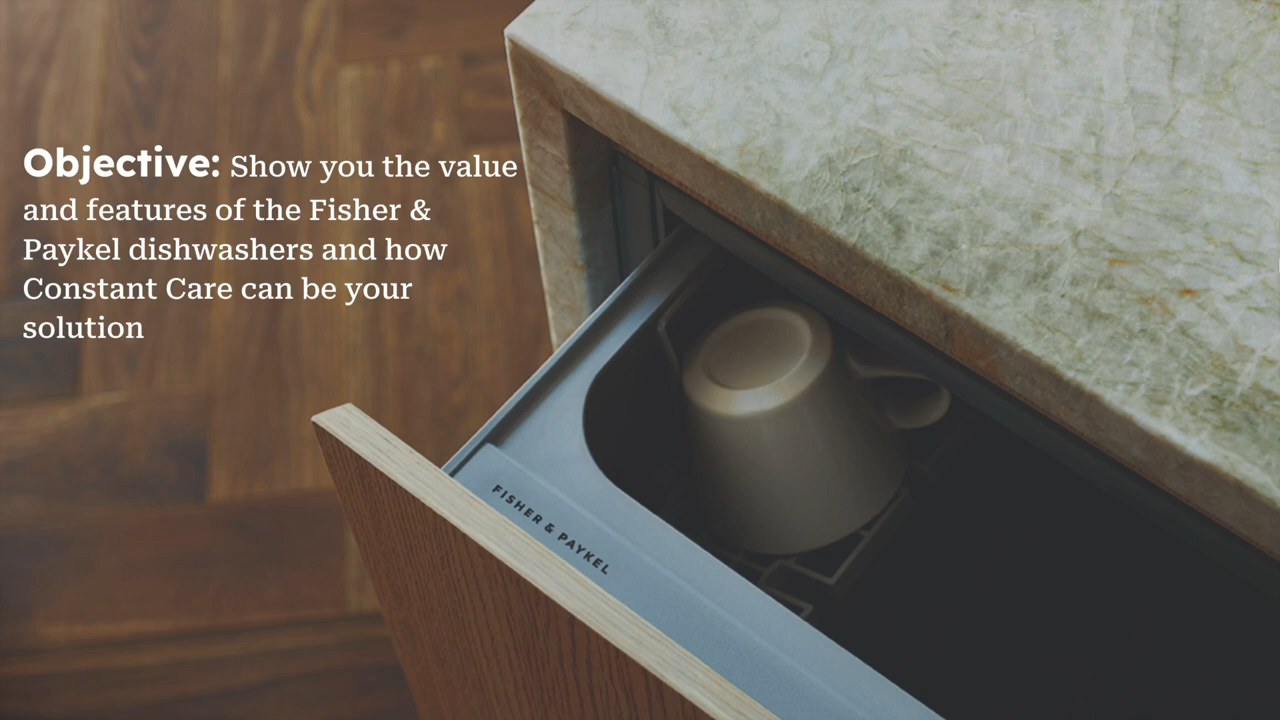 Objective: Show you the value
and features of the Fisher &
Paykel dishwashers and how
Constant Care can be your
solution
FISHER & PAYKEL